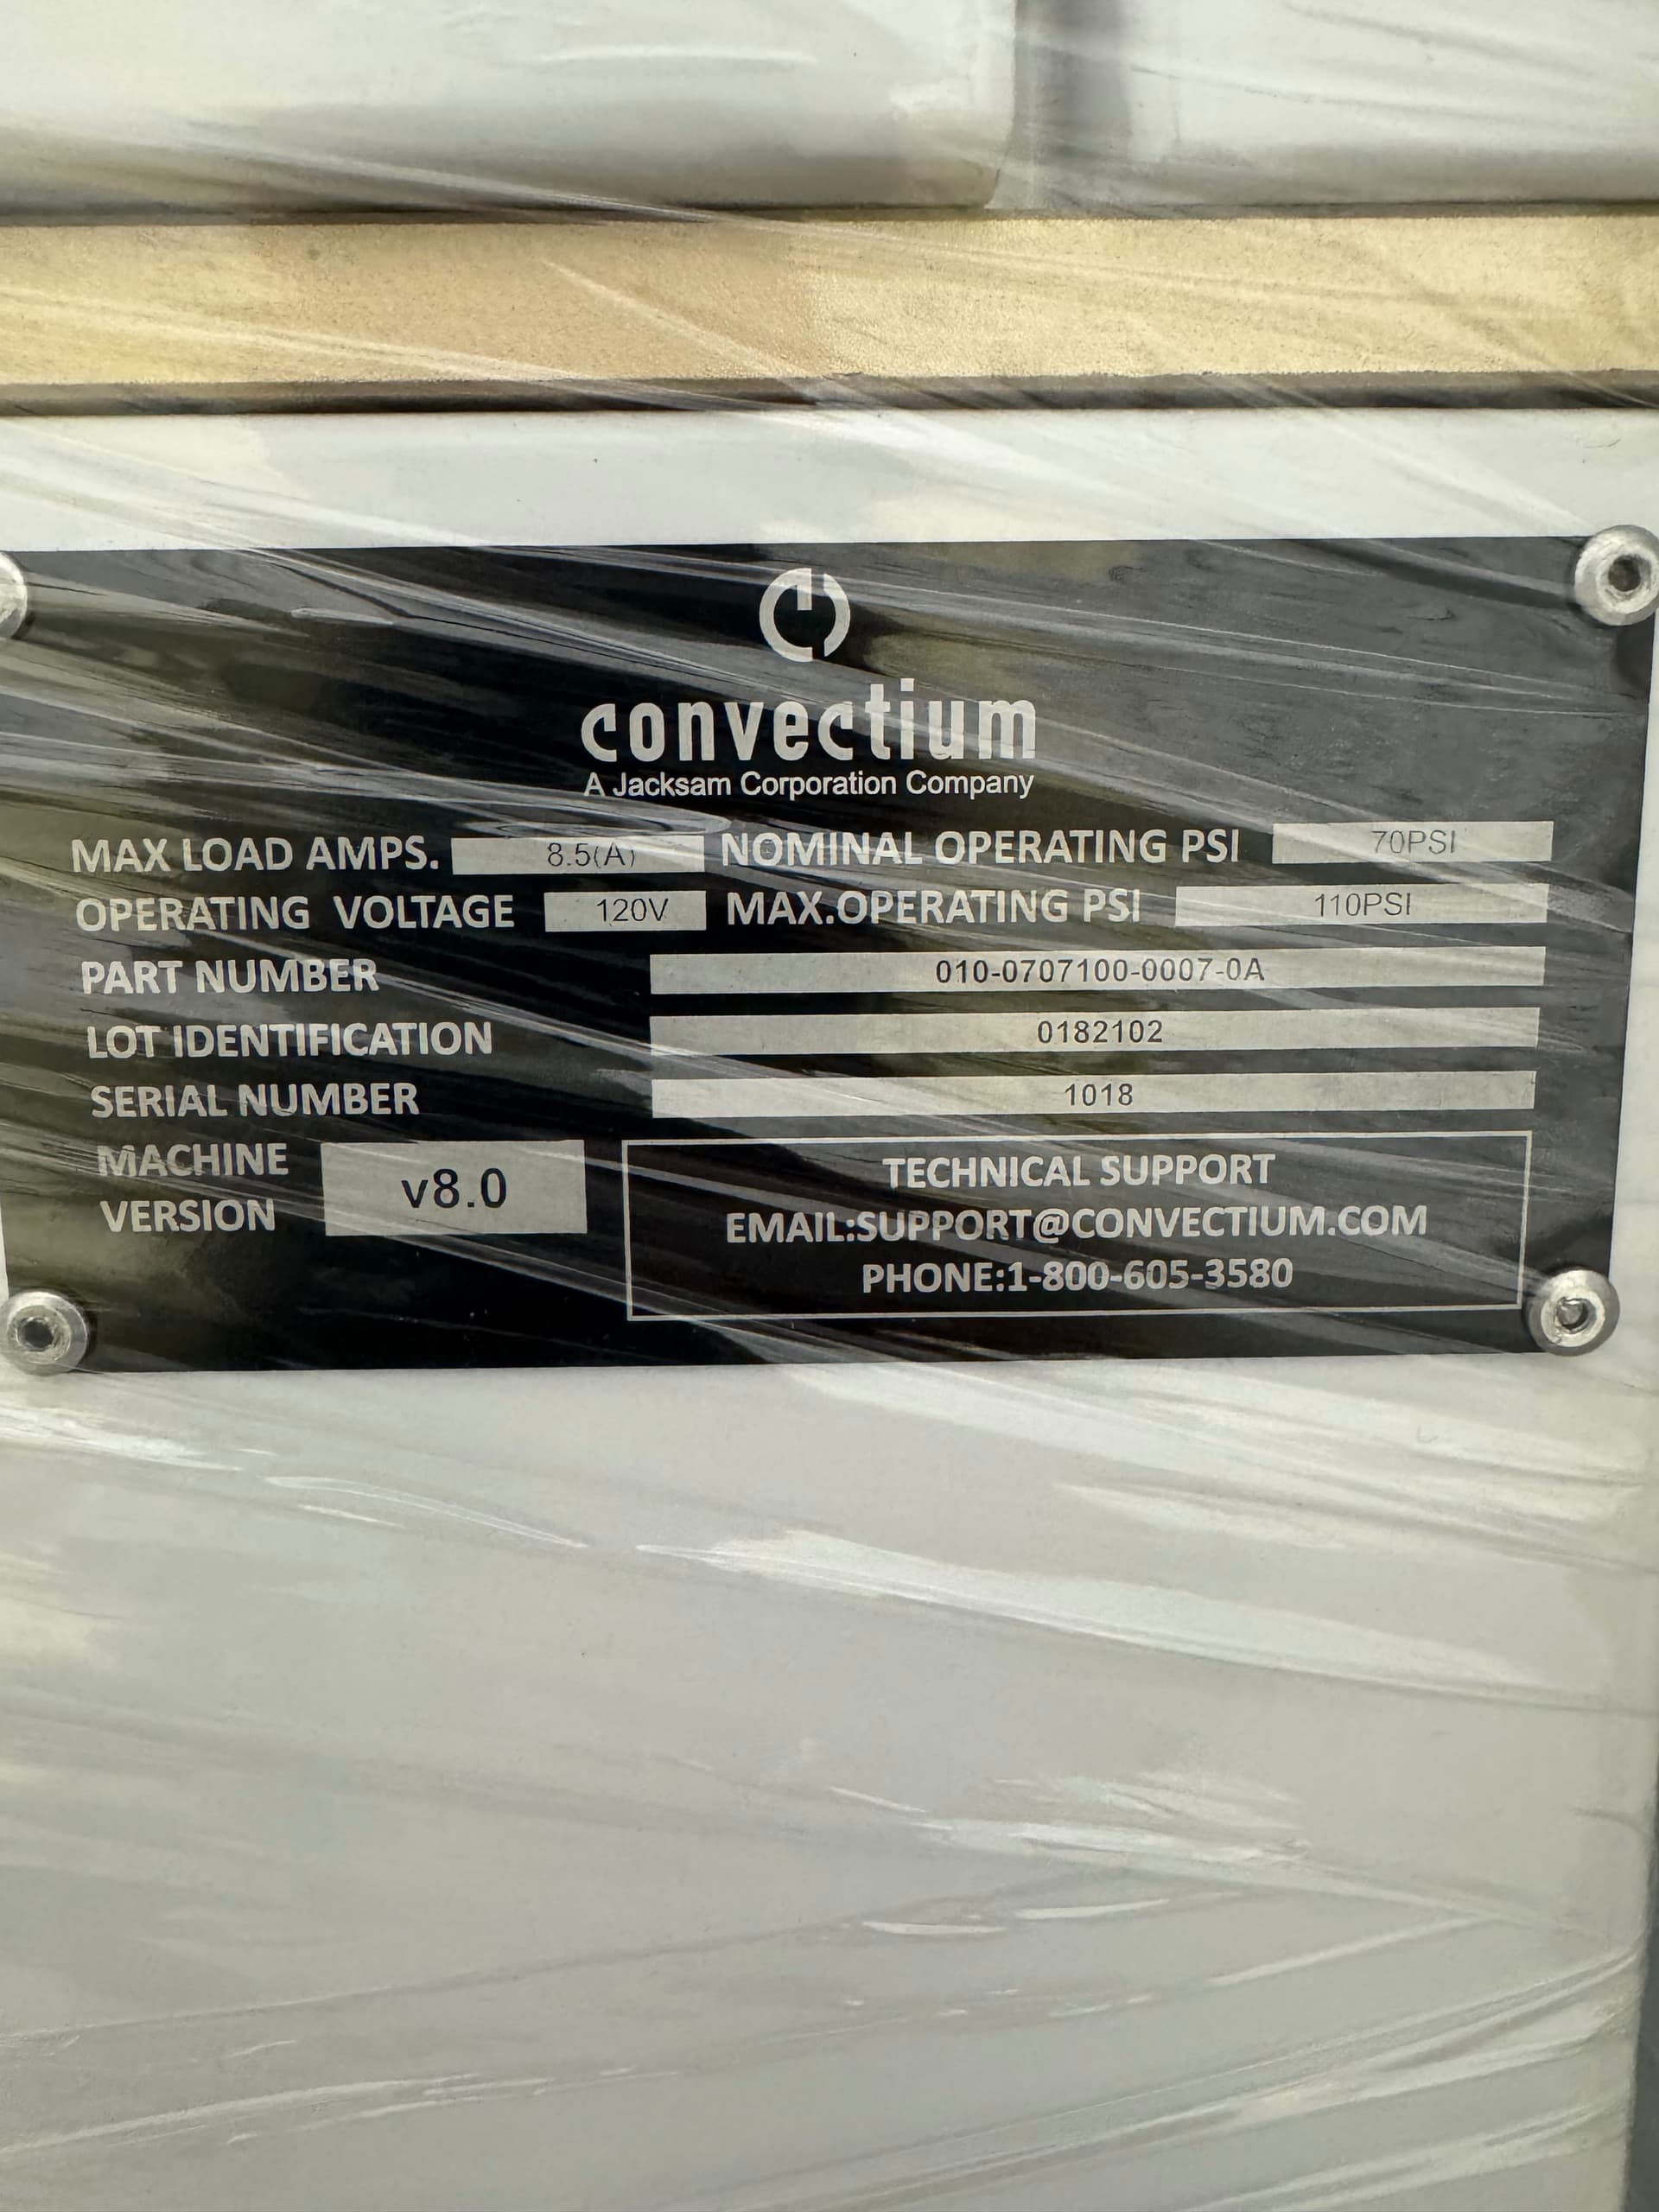 convectium
A Jacksam Corporation Company
MAX LOAD AMPS. 8.5(A) NOMINAL OPERATING PSI 70PSI
OPERATING VOLTAGE 120V MAX.OPERATING PSI 110PSI
PART NUMBER 010-0707100-0007-0A
LOT IDENTIFICATION 0182102
SERIAL NUMBER 1018
MACHINE
VERSION v8.0
TECHNICAL SUPPORT
EMAIL:SUPPORT@CONVECTIUM.COM
PHONE:1-800-605-3580